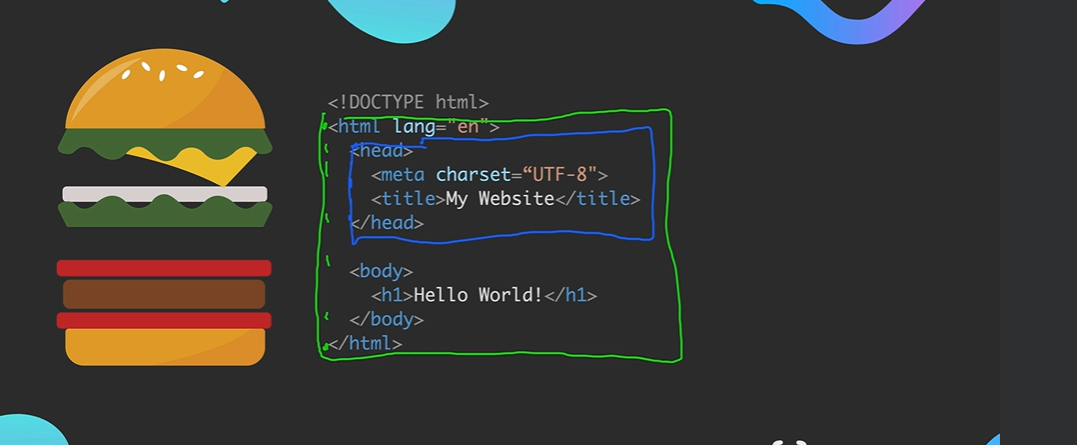 <!DOCTYPE html>
<html lang="en">
<head>
<meta charset=“UTF-8">
<title>My Website</title>
</head>
<body>
<h1>Hello World!</h1>
</body>
</html>